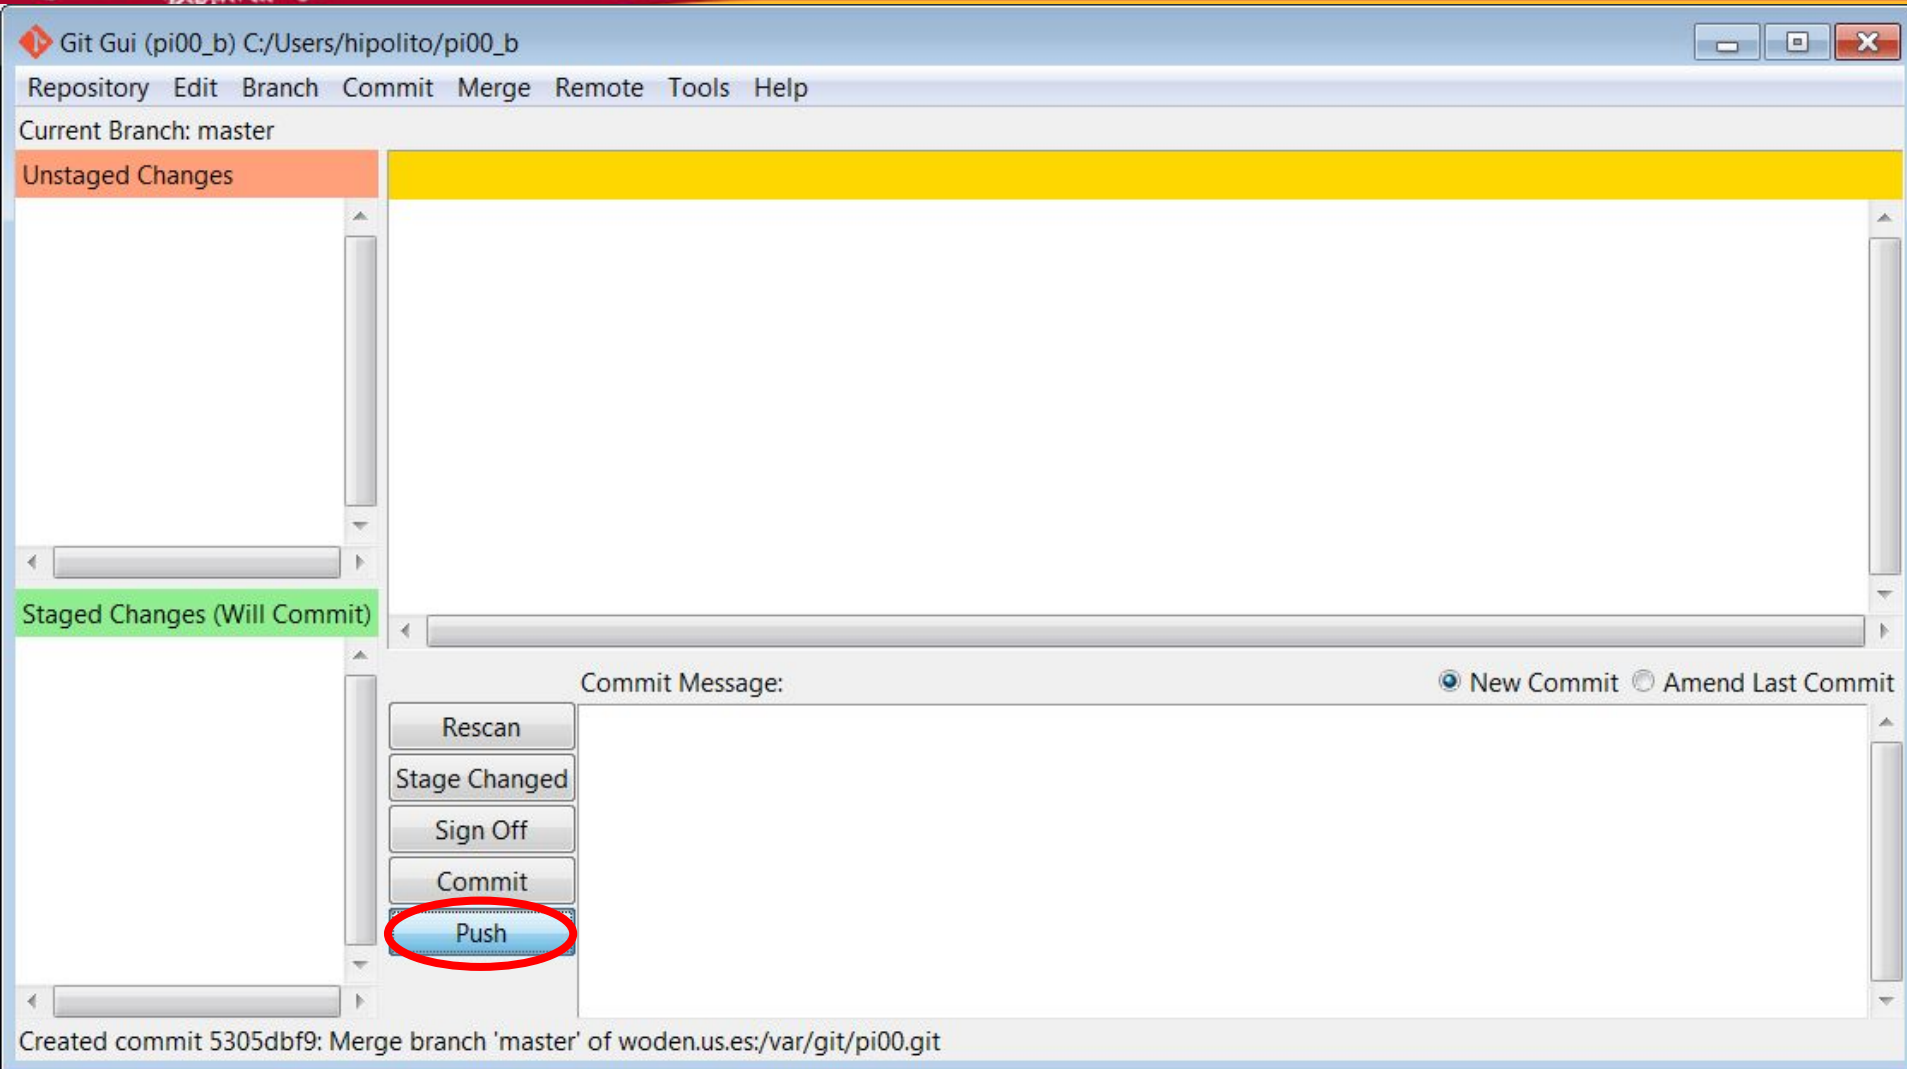 Git Gui (pi00_b) C:/Users/hipolito/pi00_b
Repository Edit Branch Commit Merge Remote Tools Help
Current Branch: master
Unstaged Changes
Staged Changes (Will Commit)
Commit Message:
New Commit Amend Last Commit
Rescan
Stage Changed
Sign Off
Commit
Push
Created commit 5305dbf9: Merge branch 'master' of woden.us.es:/var/git/pi00.git